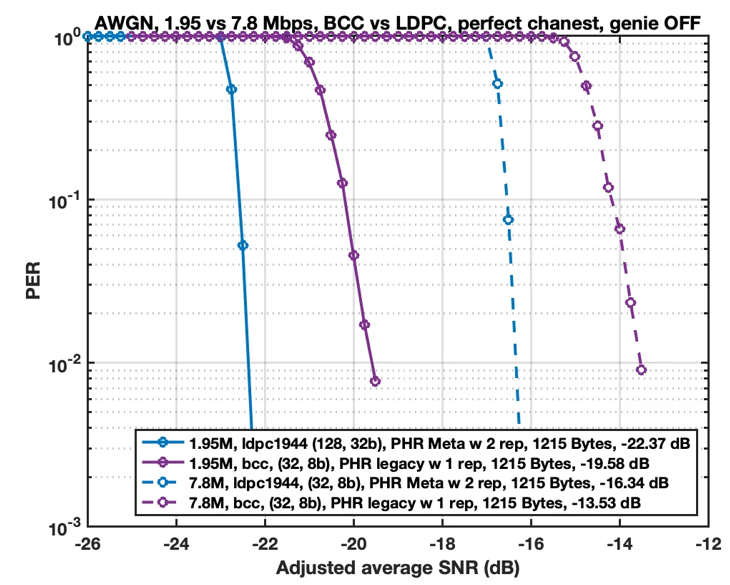 AWGN, 1.95 vs 7.8 Mbps, BCC vs LDPC, perfect chanest, genie OFF
10^0
10^-1
10^-2
10^-3
PER
1.95M, ldpc1944 (128, 32b), PHR Meta w 2 rep, 1215 Bytes, -22.37 dB
1.95M, bcc, (32, 8b), PHR legacy w 1 rep, 1215 Bytes, -19.58 dB
7.8M, ldpc1944, (32, 8b), PHR Meta w 2 rep, 1215 Bytes, -16.34 dB
7.8M, bcc, (32, 8b), PHR legacy w 1 rep, 1215 Bytes, -13.53 dB
-26 -24 -22 -20 -18 -16 -14 -12
Adjusted average SNR (dB)